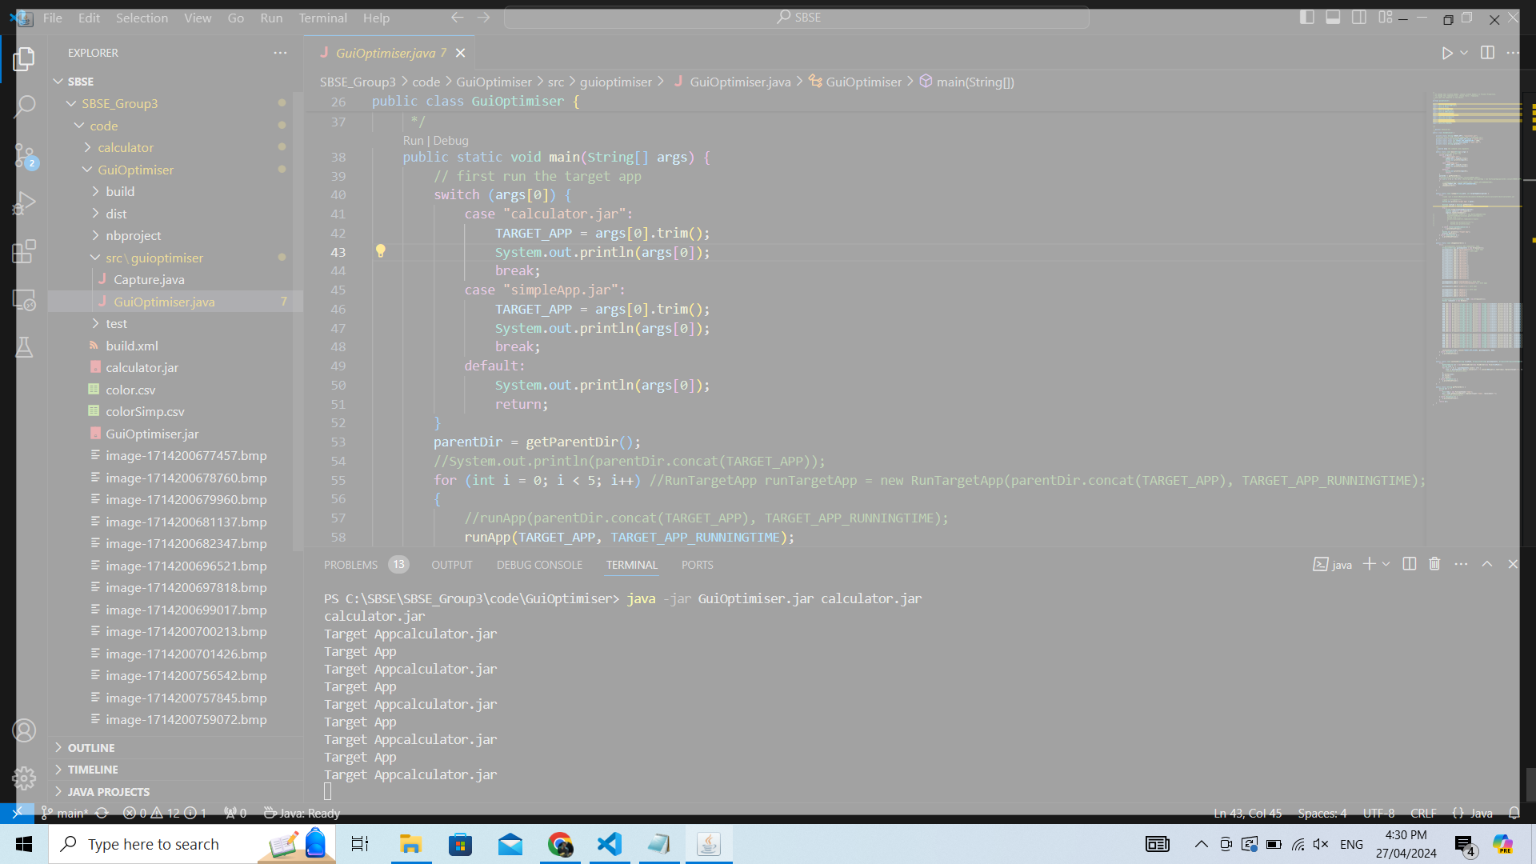 File Edit Selection View Go Run Terminal Help
SBSE
EXPLORER
SBSE
SBSE_Group3
code
calculator
GuiOptimiser
build
dist
nbproject
src\guioptimiser
Capture.java
GuiOptimiser.java 7
test
build.xml
calculator.jar
color.csv
colorSimp.csv
GuiOptimiser.jar
image-1714200677457.bmp
image-1714200678760.bmp
image-1714200679960.bmp
image-1714200681137.bmp
image-1714200682347.bmp
image-1714200696521.bmp
image-1714200697818.bmp
image-1714200699017.bmp
image-1714200700213.bmp
image-1714200701426.bmp
image-1714200756542.bmp
image-1714200757845.bmp
image-1714200759072.bmp
OUTLINE
TIMELINE
JAVA PROJECTS
2
GuiOptimiser.java 7
SBSE_Group3 > code > GuiOptimiser > src > guioptimiser > GuiOptimiser.java > GuiOptimiser > main(String[])
26 public class GuiOptimiser {
37 */
Run | Debug
38 public static void main(String[] args) {
39 // first run the target app
40 switch (args[0]) {
41 case "calculator.jar":
42 TARGET_APP = args[0].trim();
43 System.out.println(args[0]);
44 break;
45 case "simpleApp.jar":
46 TARGET_APP = args[0].trim();
47 System.out.println(args[0]);
48 break;
49 default:
50 System.out.println(args[0]);
51 return;
52 }
53 parentDir = getParentDir();
54 //System.out.println(parentDir.concat(TARGET_APP));
55 for (int i = 0; i < 5; i++) //RunTargetApp runTargetApp = new RunTargetApp(parentDir.concat(TARGET_APP), TARGET_APP_RUNNINGTIME);
56 {
57 //runApp(parentDir.concat(TARGET_APP), TARGET_APP_RUNNINGTIME);
58 runApp(TARGET_APP, TARGET_APP_RUNNINGTIME);
PROBLEMS 13 OUTPUT DEBUG CONSOLE TERMINAL PORTS
java
PS C:\SBSE\SBSE_Group3\code\GuiOptimiser> java -jar GuiOptimiser.jar calculator.jar
calculator.jar
Target Appcalculator.jar
Target App
Target Appcalculator.jar
Target App
Target Appcalculator.jar
Target App
Target Appcalculator.jar
Target App
Target Appcalculator.jar
main* 0 12 1 0 Java: Ready
Ln 43, Col 45 Spaces: 4 UTF-8 CRLF {} Java
Type here to search
ENG
4:30 PM
27/04/2024
4
PRE